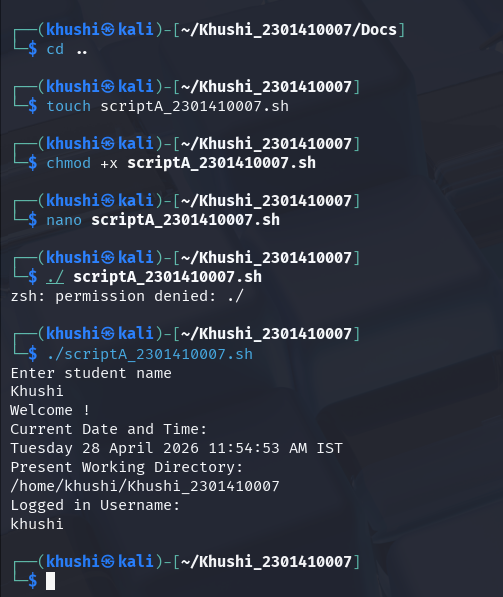 ┌──(khushi㉿kali)-[~/Khushi_2301410007/Docs]
└─$ cd ..
┌──(khushi㉿kali)-[~/Khushi_2301410007]
└─$ touch scriptA_2301410007.sh
┌──(khushi㉿kali)-[~/Khushi_2301410007]
└─$ chmod +x scriptA_2301410007.sh
┌──(khushi㉿kali)-[~/Khushi_2301410007]
└─$ nano scriptA_2301410007.sh
┌──(khushi㉿kali)-[~/Khushi_2301410007]
└─$ ./ scriptA_2301410007.sh
zsh: permission denied: ./
┌──(khushi㉿kali)-[~/Khushi_2301410007]
└─$ ./scriptA_2301410007.sh
Enter student name
Khushi
Welcome !
Current Date and Time:
Tuesday 28 April 2026 11:54:53 AM IST
Present Working Directory:
/home/khushi/Khushi_2301410007
Logged in Username:
khushi
┌──(khushi㉿kali)-[~/Khushi_2301410007]
└─$